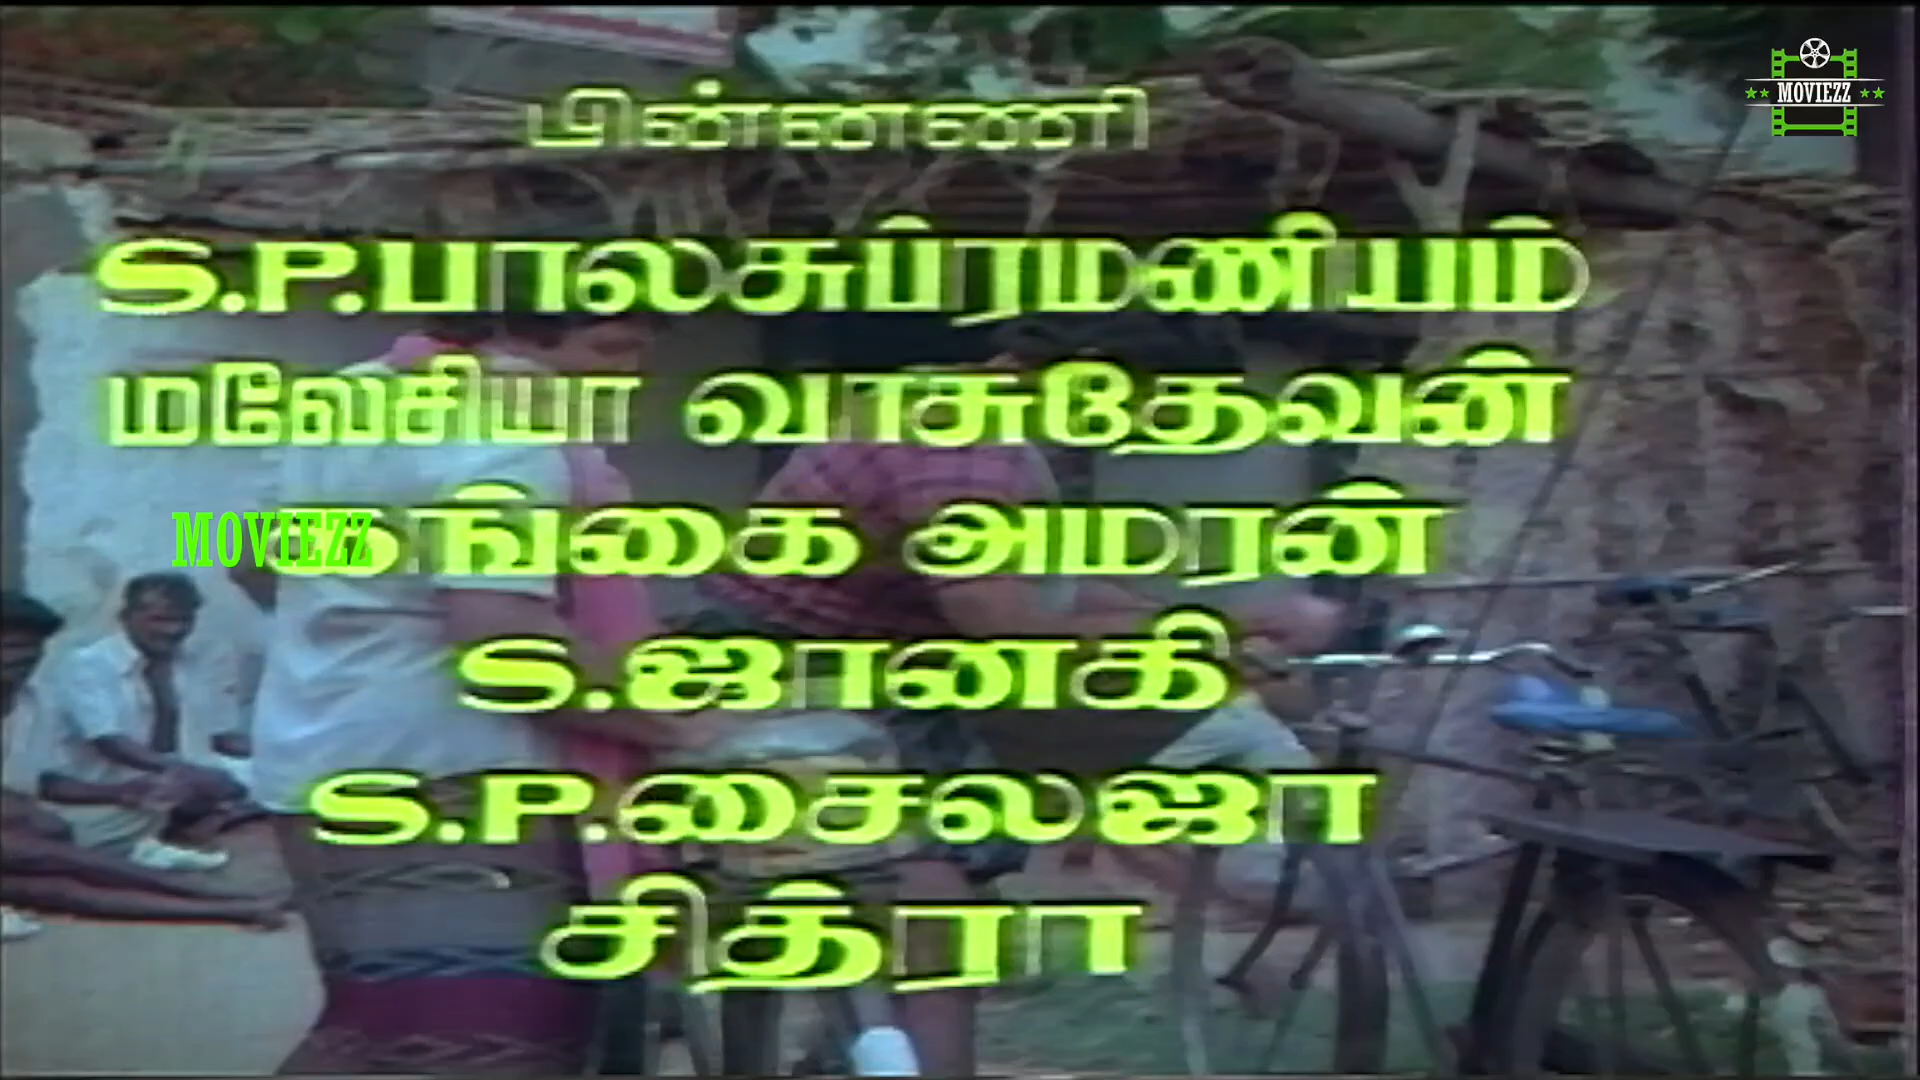 MOVIEZZ
பின்னணி
S.P.பாலசுப்ரமணியம்
மலேசியா வாசுதேவன்
கங்கை அமரன்
MOVIEZZ
S.ஜானகி
S.P.சைலஜா
சித்ரா